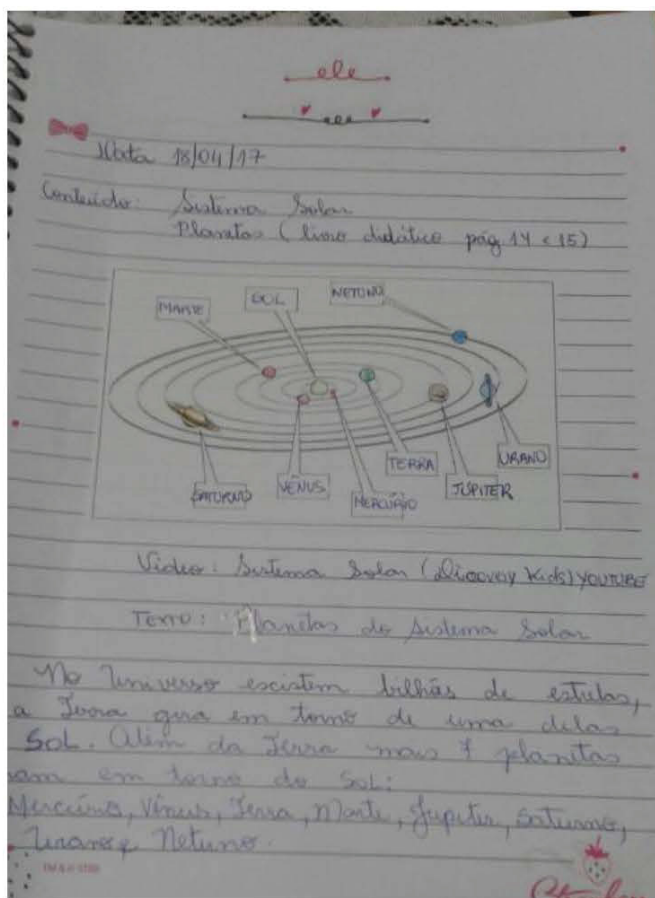 ele
Data 18/04/17
Conteúdo: Sistema Solar
Planetas (livro didático pág 14 e 15)
MARTE
SOL
NETUNO
TERRA
URANO
SATURNO
VÊNUS
MERCÚRIO
JÚPITER
Vídeo: Sistema Solar (Discovery Kids) YOUTUBE
TEXTO: Planetas do Sistema Solar
No Universo existem bilhões de estrelas,
a Terra gira em torno de uma delas
SOL. Além da Terra mais 7 planetas
am em torno do Sol:
Mercúrio, Vênus, Terra, Marte, Jupiter, Saturno,
Urano e Netuno.